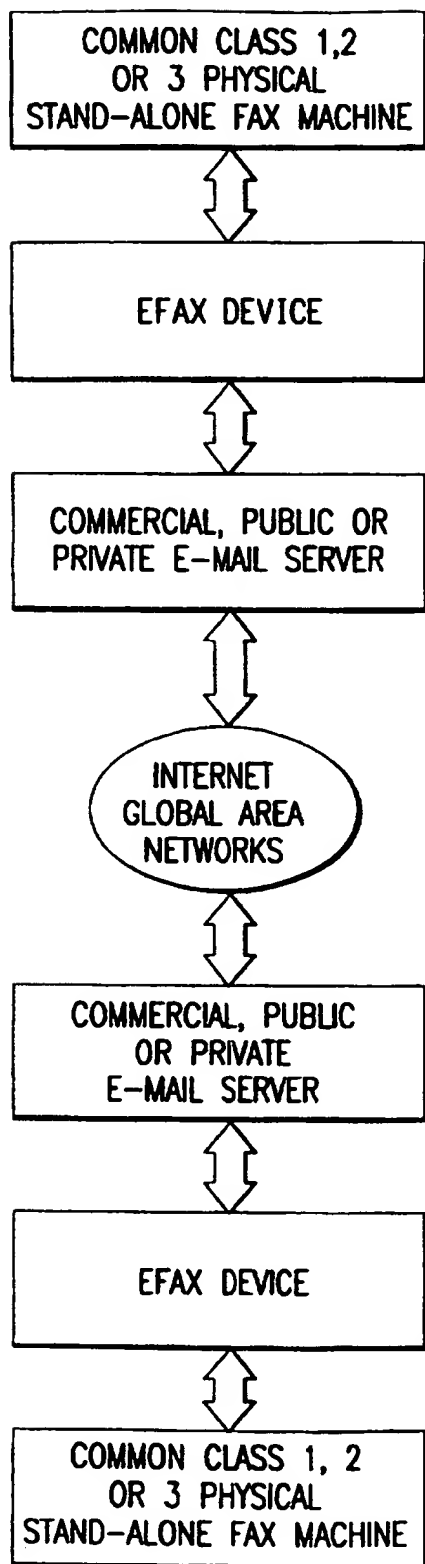 COMMON CLASS 1,2
OR 3 PHYSICAL
STAND-ALONE FAX MACHINE
EFAX DEVICE
COMMERCIAL, PUBLIC OR
PRIVATE E-MAIL SERVER
INTERNET
GLOBAL AREA
NETWORKS
COMMERCIAL, PUBLIC
OR PRIVATE
E-MAIL SERVER
EFAX DEVICE
COMMON CLASS 1, 2
OR 3 PHYSICAL
STAND-ALONE FAX MACHINE